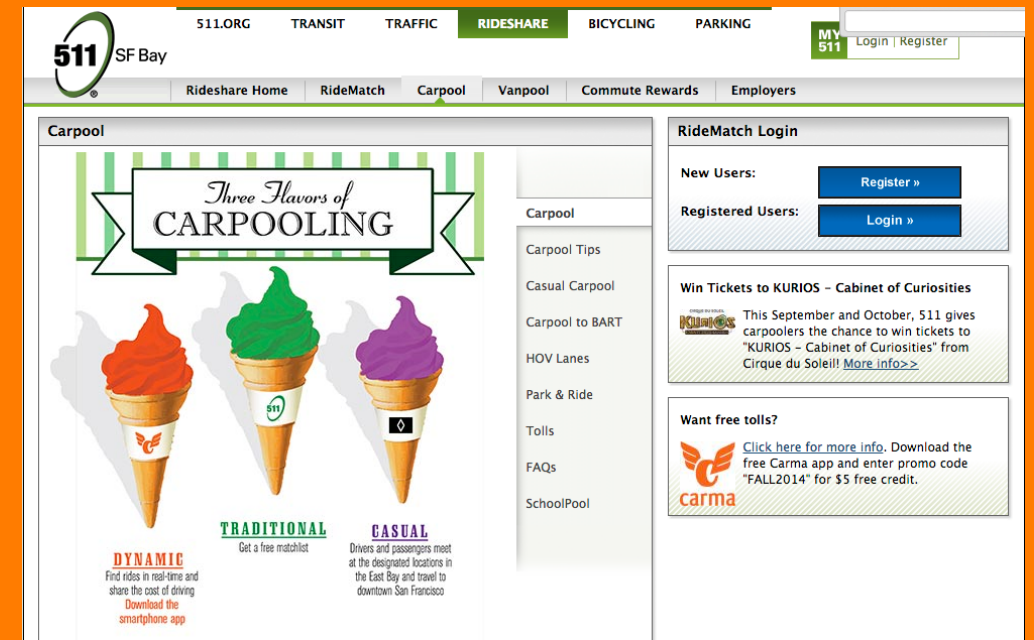 511.ORG TRANSIT TRAFFIC RIDESHARE BICYCLING PARKING
511 SF Bay
MY 511 Login | Register
Rideshare Home RideMatch Carpool Vanpool Commute Rewards Employers
Carpool
Three Flavors of
CARPOOLING
511
DYNAMIC
Find rides in real-time and
share the cost of driving
Download the
smartphone app
TRADITIONAL
Get a free matchlist
CASUAL
Drivers and passengers meet
at the designated locations in
the East Bay and travel to
downtown San Francisco
Carpool
Carpool Tips
Casual Carpool
Carpool to BART
HOV Lanes
Park & Ride
Tolls
FAQs
SchoolPool
RideMatch Login
New Users: Register »
Registered Users: Login »
Win Tickets to KURIOS – Cabinet of Curiosities
KURIOS
This September and October, 511 gives
carpoolers the chance to win tickets to
"KURIOS – Cabinet of Curiosities" from
Cirque du Soleil! More info>>
Want free tolls?
carma
Click here for more info. Download the
free Carma app and enter promo code
"FALL2014" for $5 free credit.